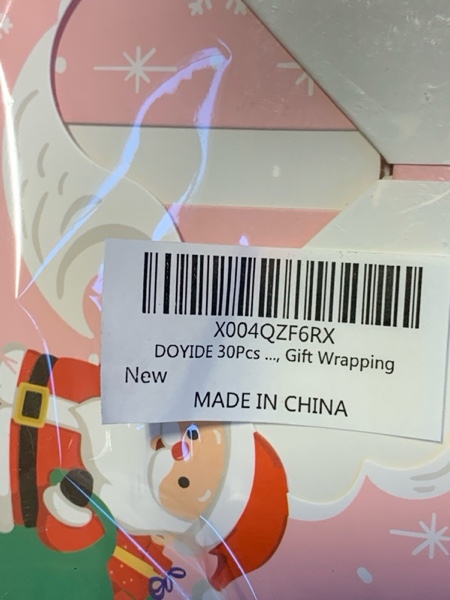 X004QZF6RX
DOYIDE 30Pcs ..., Gift Wrapping
New
MADE IN CHINA